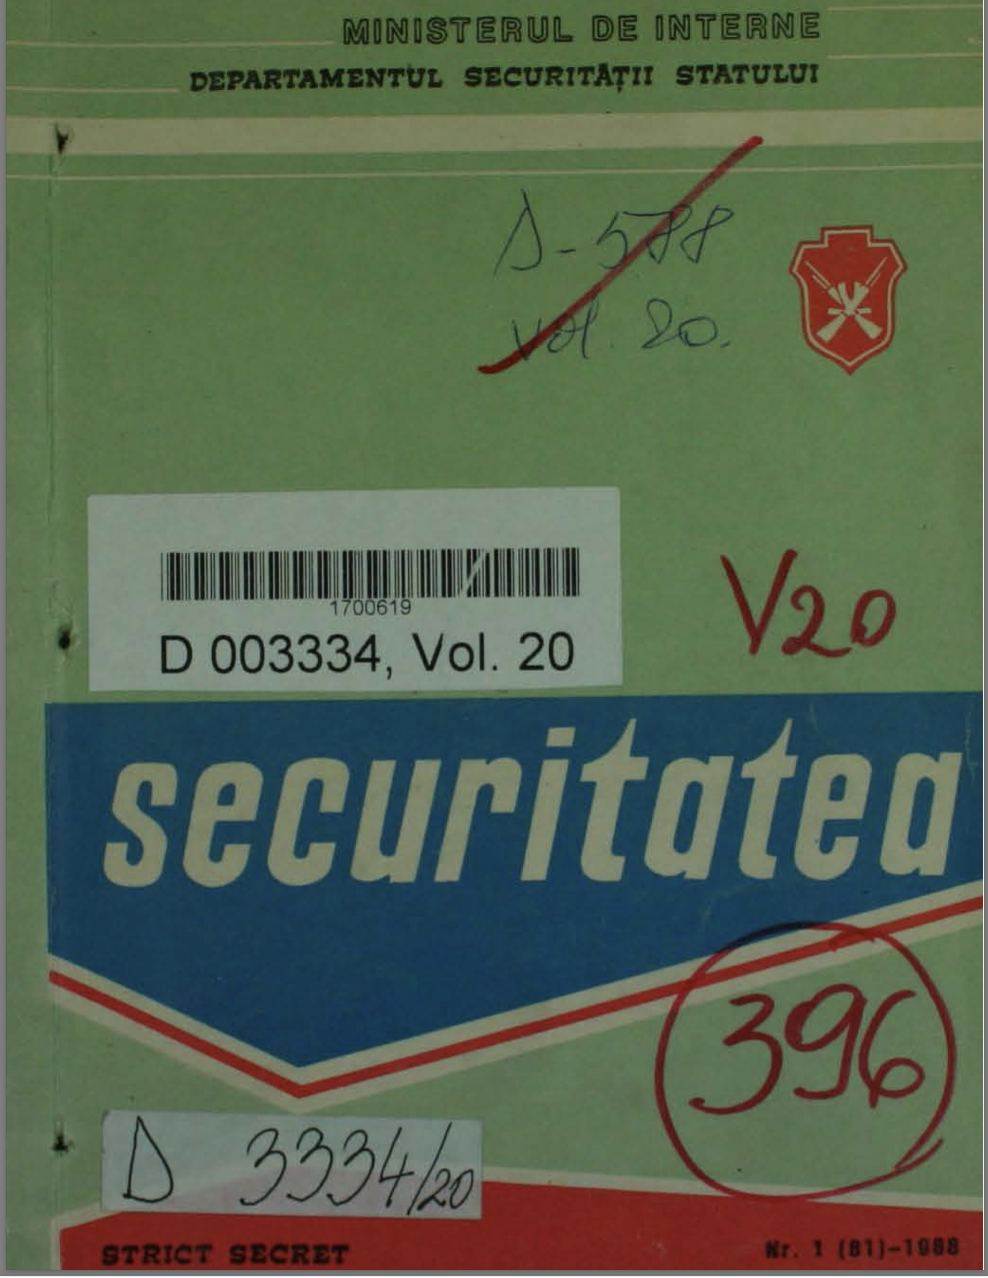 MINISTERUL DE INTERNE
DEPARTAMENTUL SECURITĂȚII STATULUI
D-588
vol. 20.
1700619
D 003334, Vol. 20
V20
securitatea
396
D 3334/20
STRICT SECRET
Nr. 1 (81)-1988